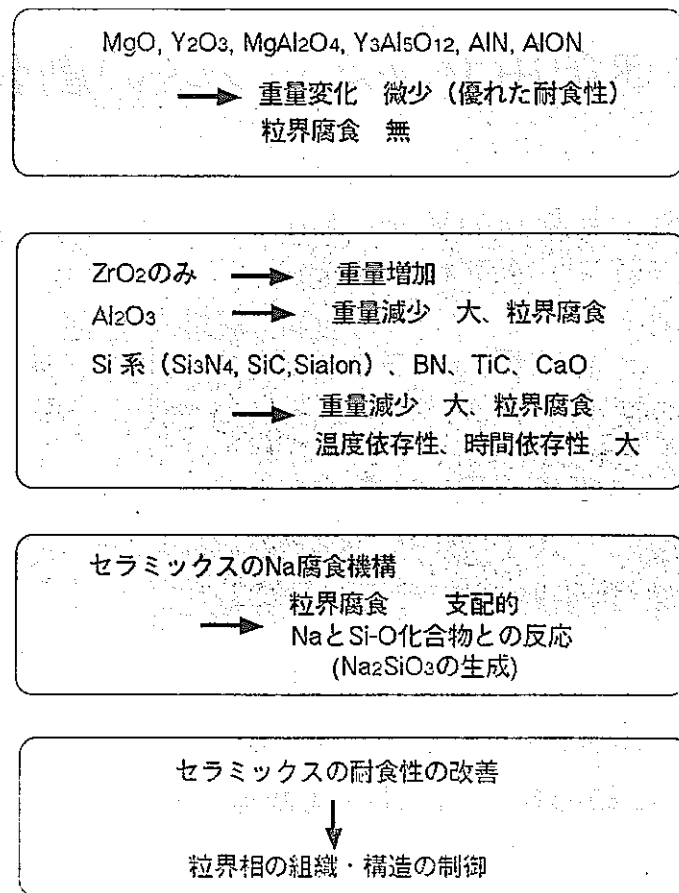 MgO, Y2O3, MgAl2O4, Y3Al5O12, AlN, AlON
→ 重量変化 微少（優れた耐食性）
粒界腐食 無
ZrO2のみ → 重量増加
Al2O3 → 重量減少 大、粒界腐食
Si 系（Si3N4, SiC,Sialon）、BN、TiC、CaO
→ 重量減少 大、粒界腐食
温度依存性、時間依存性 大
セラミックスのNa腐食機構
粒界腐食 支配的
→ NaとSi-O化合物との反応
(Na2SiO3の生成)
セラミックスの耐食性の改善
↓
粒界相の組織・構造の制御